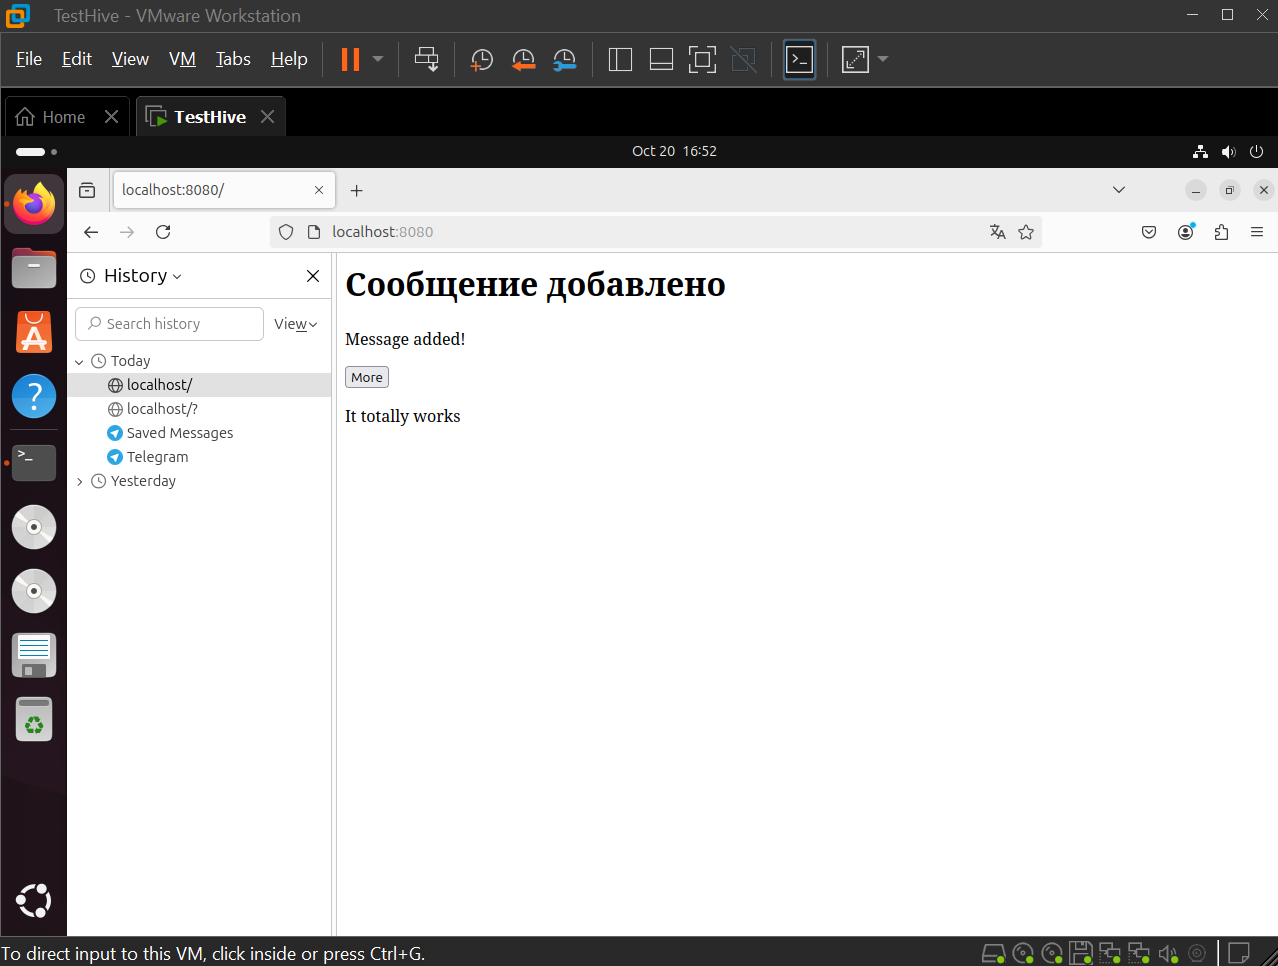 TestHive - VMware Workstation
File Edit View VM Tabs Help
Home TestHive
Oct 20 16:52
localhost:8080/
localhost:8080
History
Search history View
Today
localhost/
localhost/?
Saved Messages
Telegram
Yesterday
Сообщение добавлено
Message added!
More
It totally works
To direct input to this VM, click inside or press Ctrl+G.